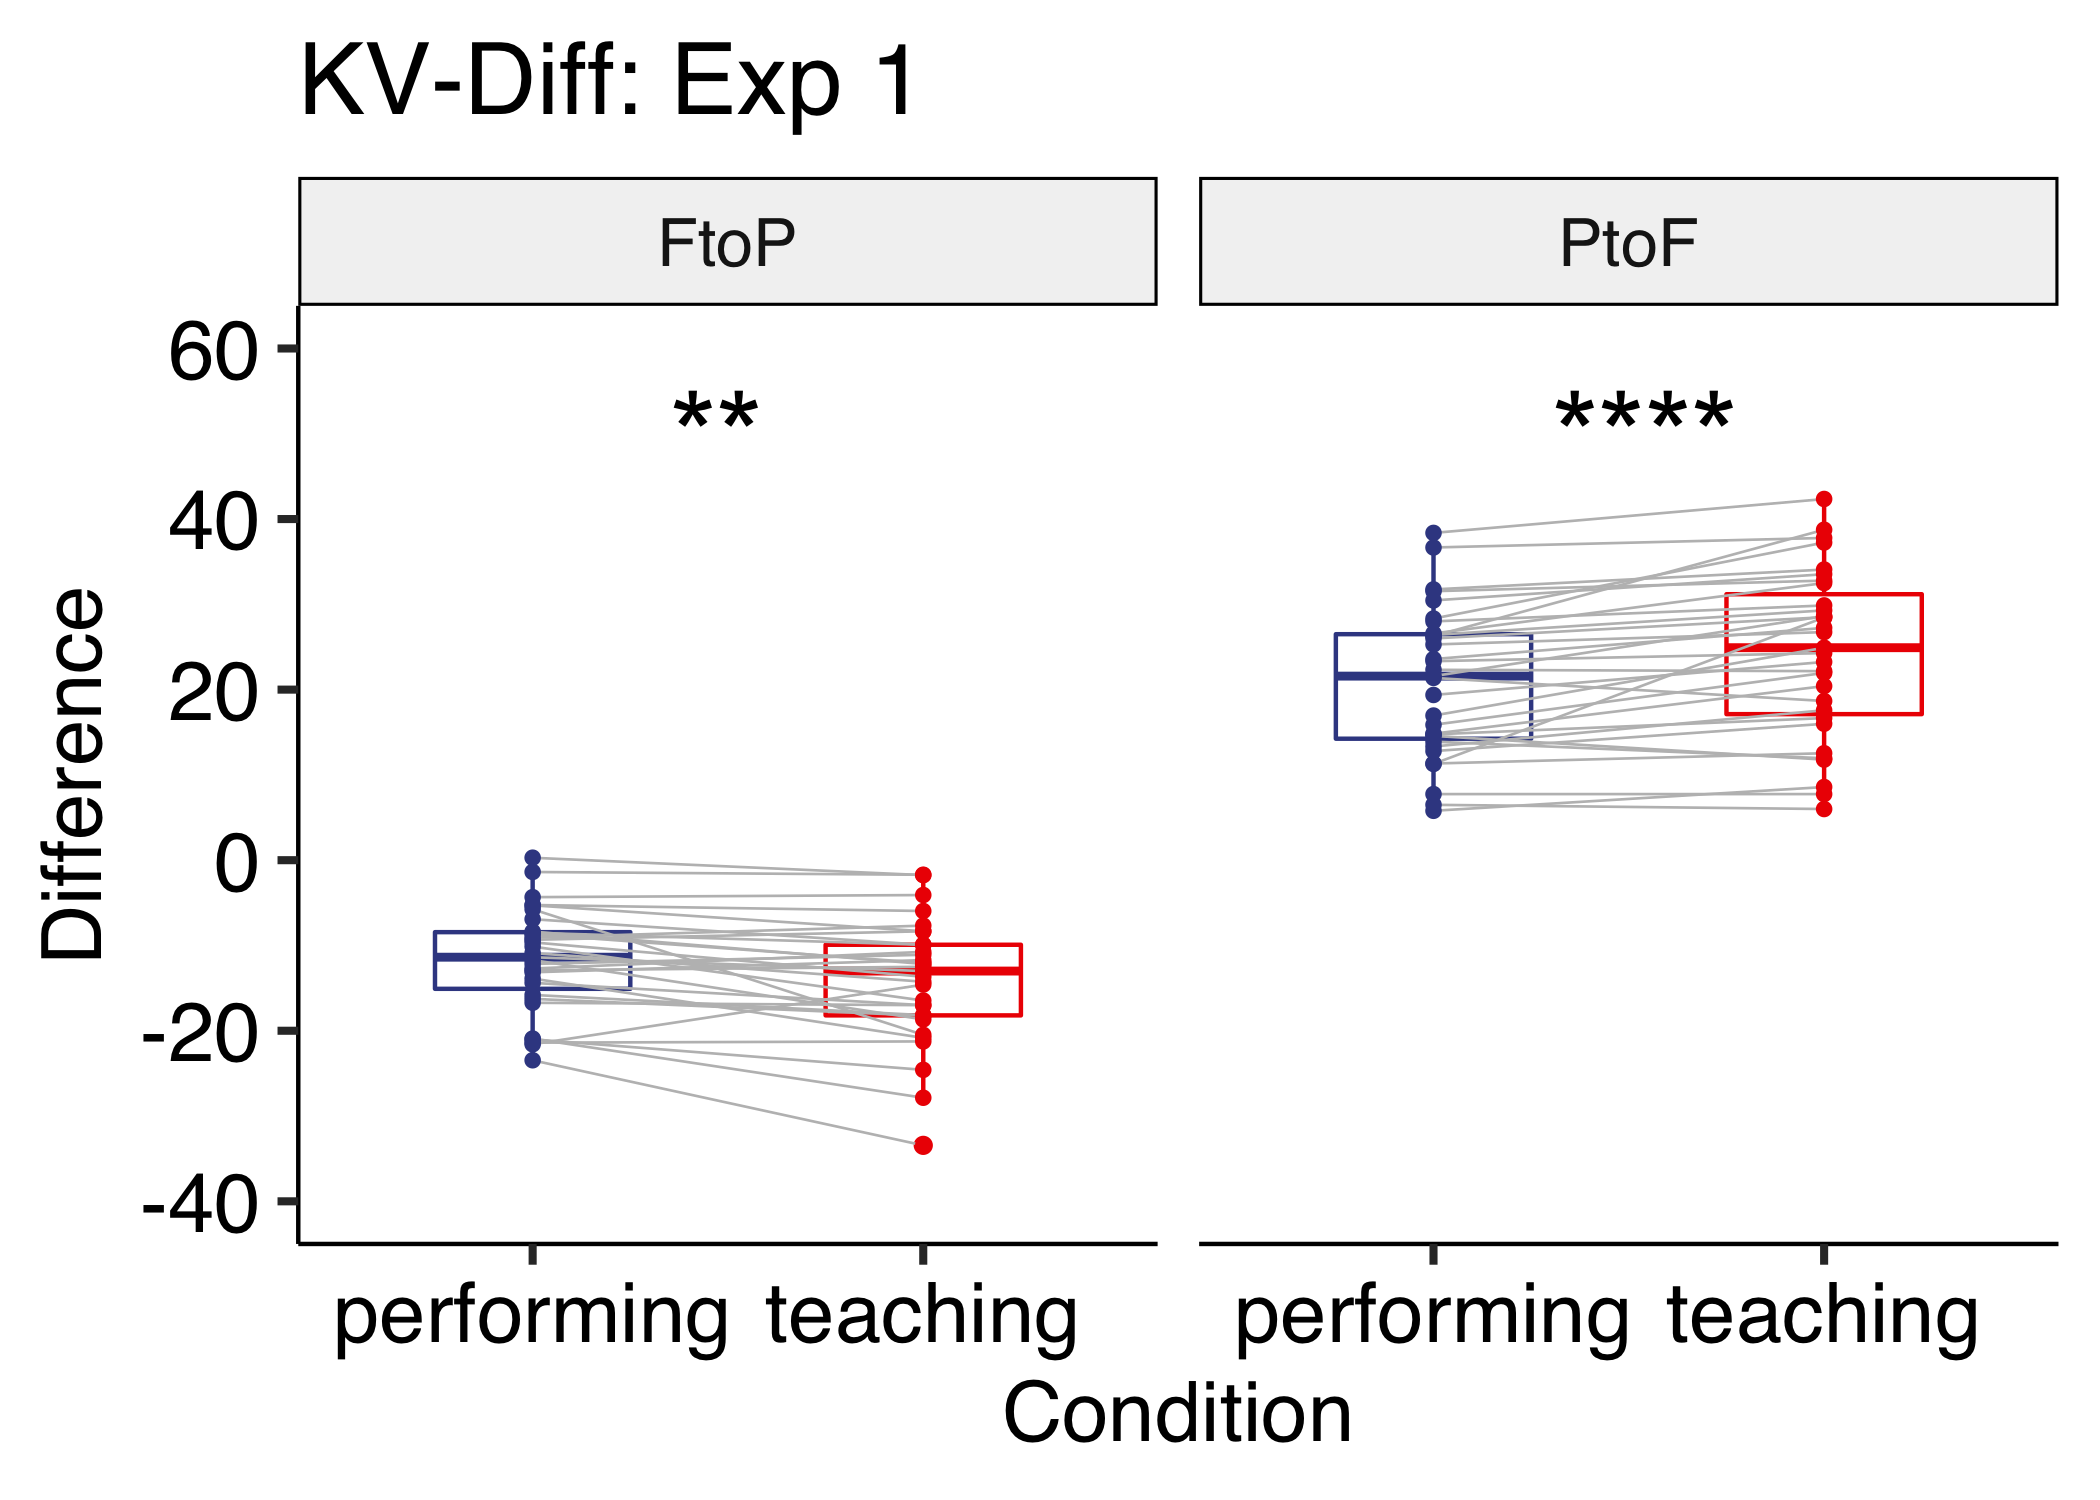 KV-Diff: Exp 1
FtoP
PtoF
60
40
20
0
-20
-40
Difference
**
****
performing teaching
performing teaching
Condition